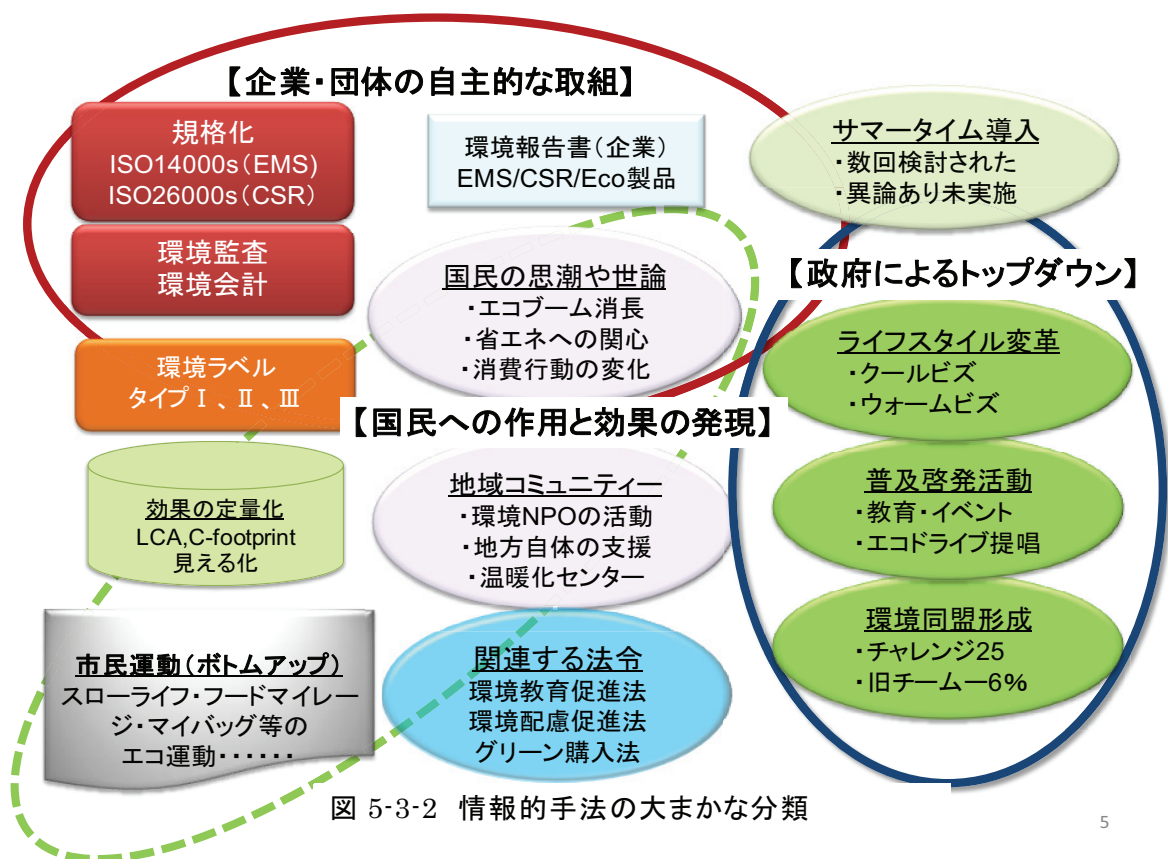 【企業・団体の自主的な取組】
規格化
ISO14000s(EMS)
ISO26000s(CSR)
環境報告書(企業)
EMS/CSR/Eco製品
サマータイム導入
・数回検討された
・異論あり未実施
環境監査
環境会計
国民の思潮や世論
・エコブーム消長
・省エネへの関心
・消費行動の変化
【政府によるトップダウン】
環境ラベル
タイプⅠ、Ⅱ、Ⅲ
ライフスタイル変革
・クールビズ
・ウォームビズ
【国民への作用と効果の発現】
効果の定量化
LCA,C-footprint
見える化
地域コミュニティー
・環境NPOの活動
・地方自体の支援
・温暖化センター
普及啓発活動
・教育・イベント
・エコドライブ提唱
市民運動(ボトムアップ)
スローライフ・フードマイレー
ジ・マイバッグ等の
エコ運動・・・・・・
関連する法令
環境教育促進法
環境配慮促進法
グリーン購入法
環境同盟形成
・チャレンジ25
・旧チームー6%
図 5-3-2 情報的手法の大まかな分類
5